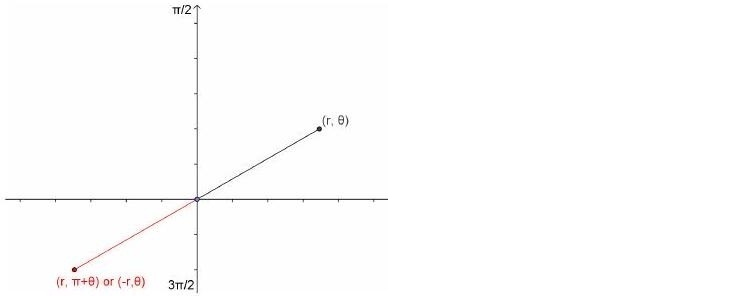 π/2
(r, θ)
(r, π+θ) or (-r,θ)
3π/2